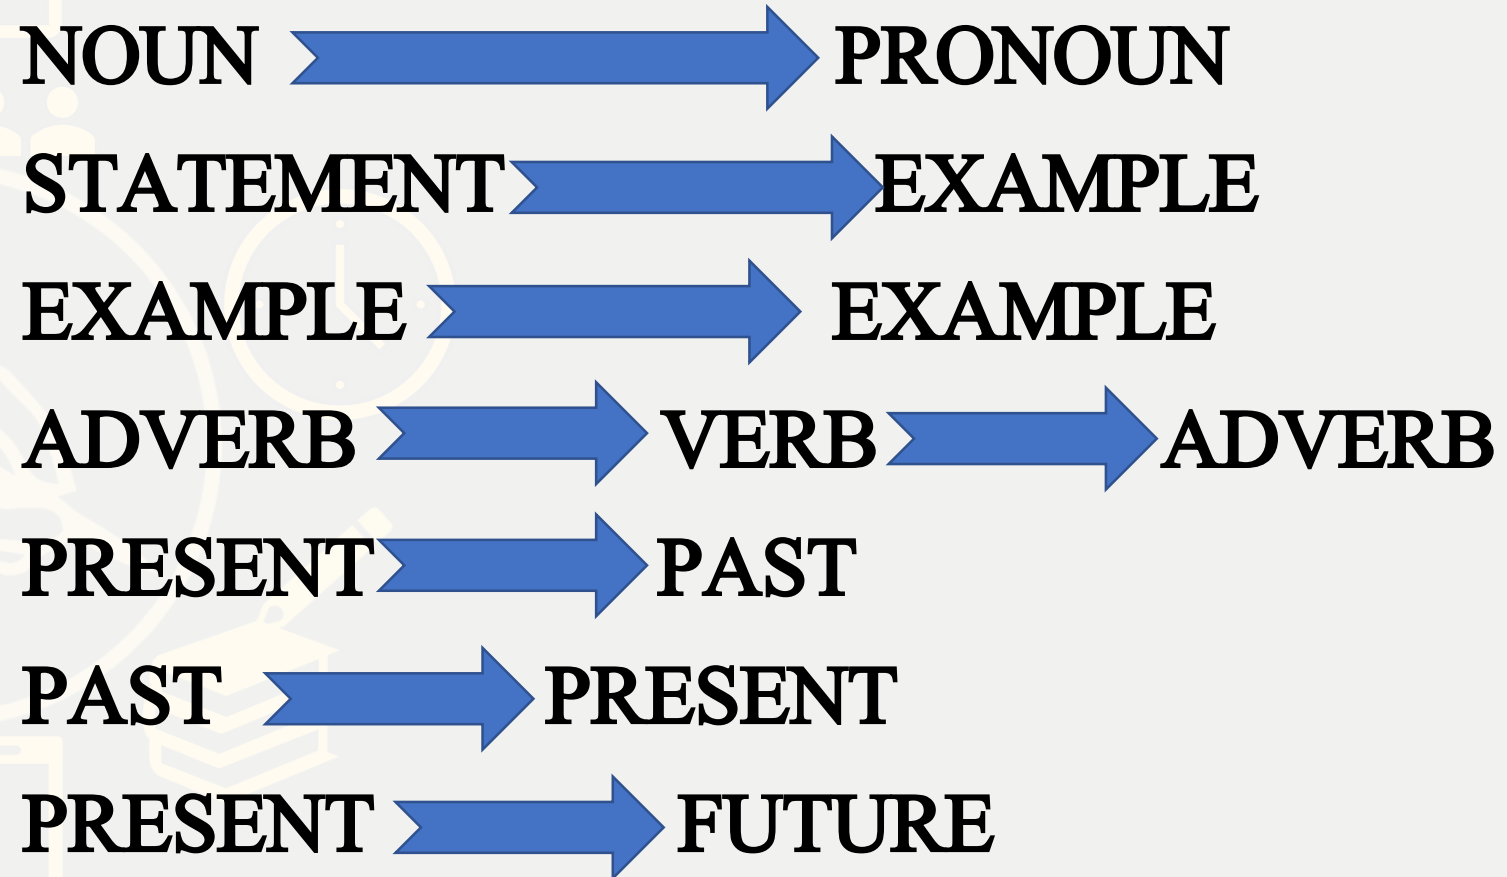 NOUN PRONOUN
STATEMENT EXAMPLE
EXAMPLE EXAMPLE
ADVERB VERB ADVERB
PRESENT PAST
PAST PRESENT
PRESENT FUTURE